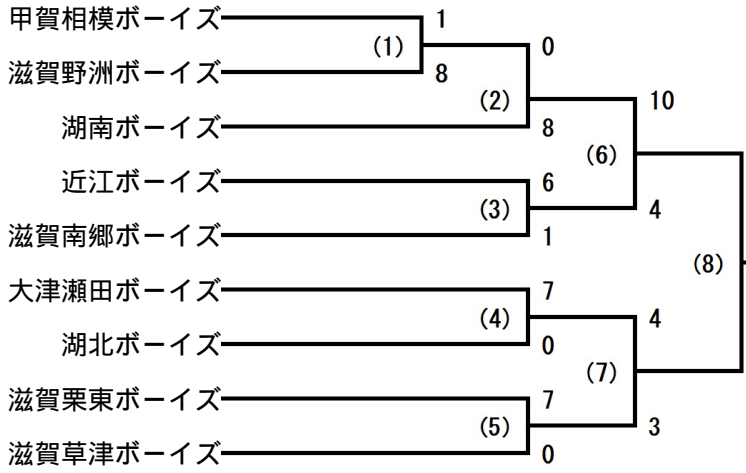 甲賀相模ボーイズ 1
(1) 0
滋賀野洲ボーイズ 8
(2) 10
湖南ボーイズ 8
(6)
近江ボーイズ 6
(3) 4
滋賀南郷ボーイズ 1
(8)
大津瀬田ボーイズ 7
(4) 4
湖北ボーイズ 0
(7)
滋賀栗東ボーイズ 7
(5) 3
滋賀草津ボーイズ 0